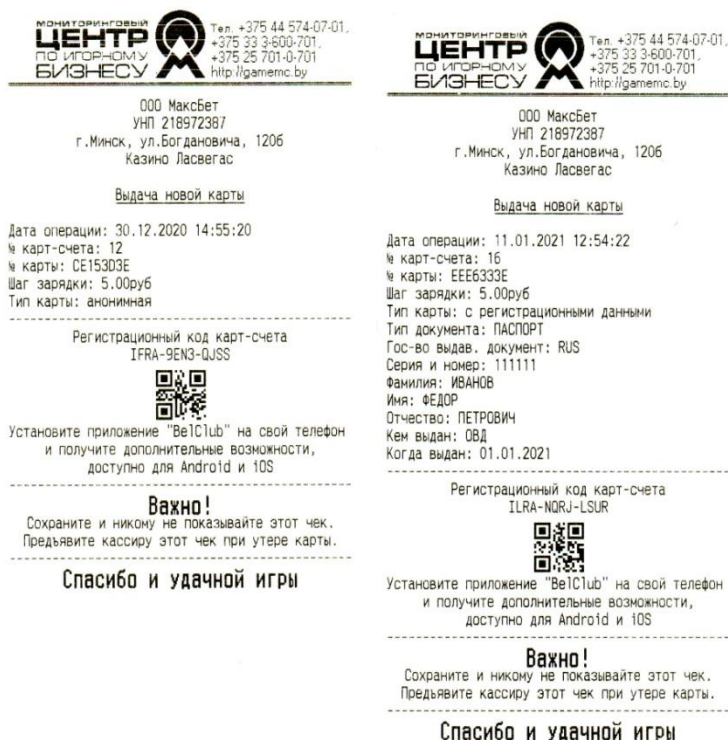 МОНИТОРИНГОВЫЙ
ЦЕНТР
ПО ИГОРНОМУ
БИЗНЕСУ
Тел. +375 44 574-07-01,
+375 33 3-600-701,
+375 25 701-0-701
http://gamemc.by
ООО МаксБет
УНП 218972387
г.Минск, ул.Богдановича, 120б
Казино Ласвегас
Выдача новой карты
Дата операции: 30.12.2020 14:55:20
№ карт-счета: 12
№ карты: CE153D3E
Шаг зарядки: 5.00руб
Тип карты: анонимная
Регистрационный код карт-счета
IFRA-9EN3-QJSS
Установите приложение "BelClub" на свой телефон
и получите дополнительные возможности,
доступно для Android и iOS
Важно!
Сохраните и никому не показывайте этот чек.
Предъявите кассиру этот чек при утере карты.
Спасибо и удачной игры
МОНИТОРИНГОВЫЙ
ЦЕНТР
ПО ИГОРНОМУ
БИЗНЕСУ
Тел. +375 44 574-07-01,
+375 33 3-600-701,
+375 25 701-0-701
http://gamemc.by
ООО МаксБет
УНП 218972387
г.Минск, ул.Богдановича, 120б
Казино Ласвегас
Выдача новой карты
Дата операции: 11.01.2021 12:54:22
№ карт-счета: 16
№ карты: EEE6333E
Шаг зарядки: 5.00руб
Тип карты: с регистрационными данными
Тип документа: ПАСПОРТ
Гос-во выдав. документ: RUS
Серия и номер: 111111
Фамилия: ИВАНОВ
Имя: ФЕДОР
Отчество: ПЕТРОВИЧ
Кем выдан: ОВД
Когда выдан: 01.01.2021
Регистрационный код карт-счета
ILRA-NQRJ-LSUR
Установите приложение "BelClub" на свой телефон
и получите дополнительные возможности,
доступно для Android и iOS
Важно!
Сохраните и никому не показывайте этот чек.
Предъявите кассиру этот чек при утере карты.
Спасибо и удачной игры